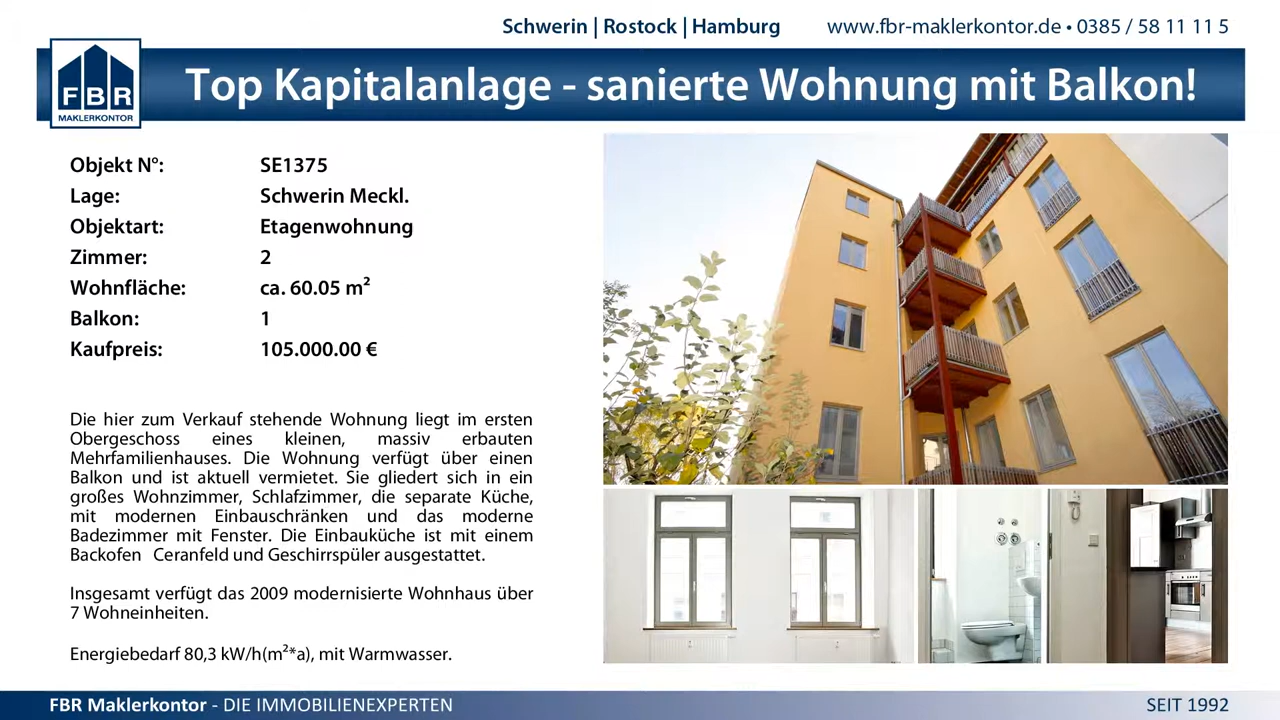 Schwerin | Rostock | Hamburg www.fbr-maklerkontor.de • 0385 / 58 11 11 5
FBR
MAKLERKONTOR
Top Kapitalanlage - sanierte Wohnung mit Balkon!
Objekt N°: SE1375
Lage: Schwerin Meckl.
Objektart: Etagenwohnung
Zimmer: 2
Wohnfläche: ca. 60.05 m²
Balkon: 1
Kaufpreis: 105.000.00 €
Die hier zum Verkauf stehende Wohnung liegt im ersten
Obergeschoss eines kleinen, massiv erbauten
Mehrfamilienhauses. Die Wohnung verfügt über einen
Balkon und ist aktuell vermietet. Sie gliedert sich in ein
großes Wohnzimmer, Schlafzimmer, die separate Küche,
mit modernen Einbauschränken und das moderne
Badezimmer mit Fenster. Die Einbauküche ist mit einem
Backofen Ceranfeld und Geschirrspüler ausgestattet.
Insgesamt verfügt das 2009 modernisierte Wohnhaus über
7 Wohneinheiten.
Energiebedarf 80,3 kW/h(m²*a), mit Warmwasser.
FBR Maklerkontor - DIE IMMOBILIENEXPERTEN SEIT 1992